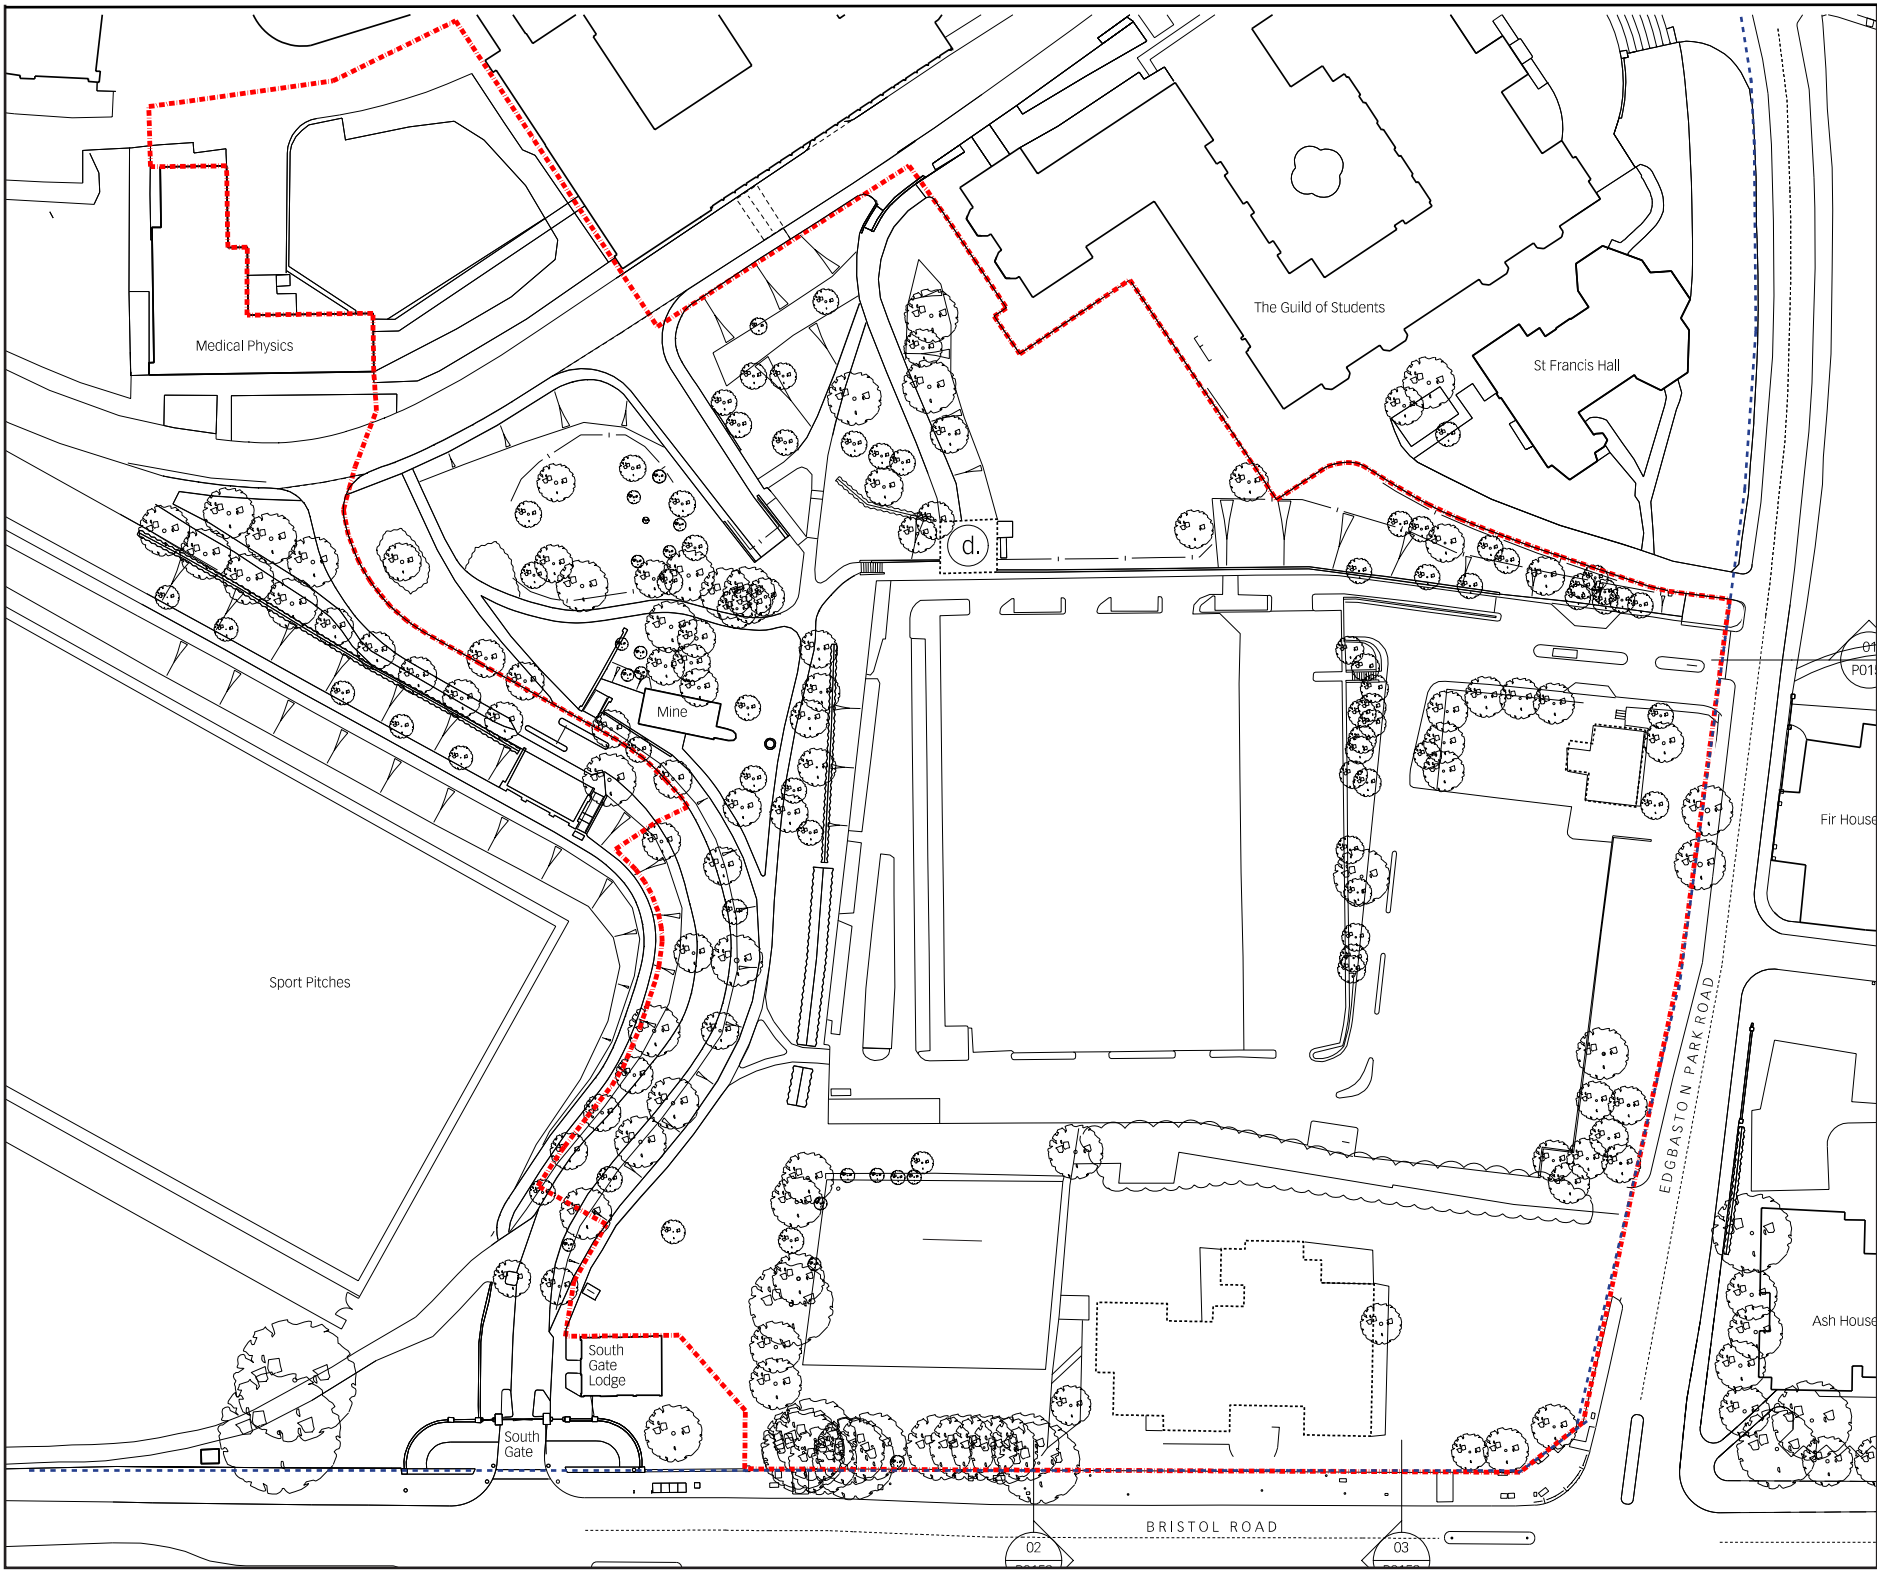 The Guild of Students
Medical Physics
St Francis Hall
d.
01
Mine
Fir House
Sport Pitches
EDGBASTON PARK ROAD
Ash House
South
Gate
Lodge
South
Gate
BRISTOL ROAD
02
03